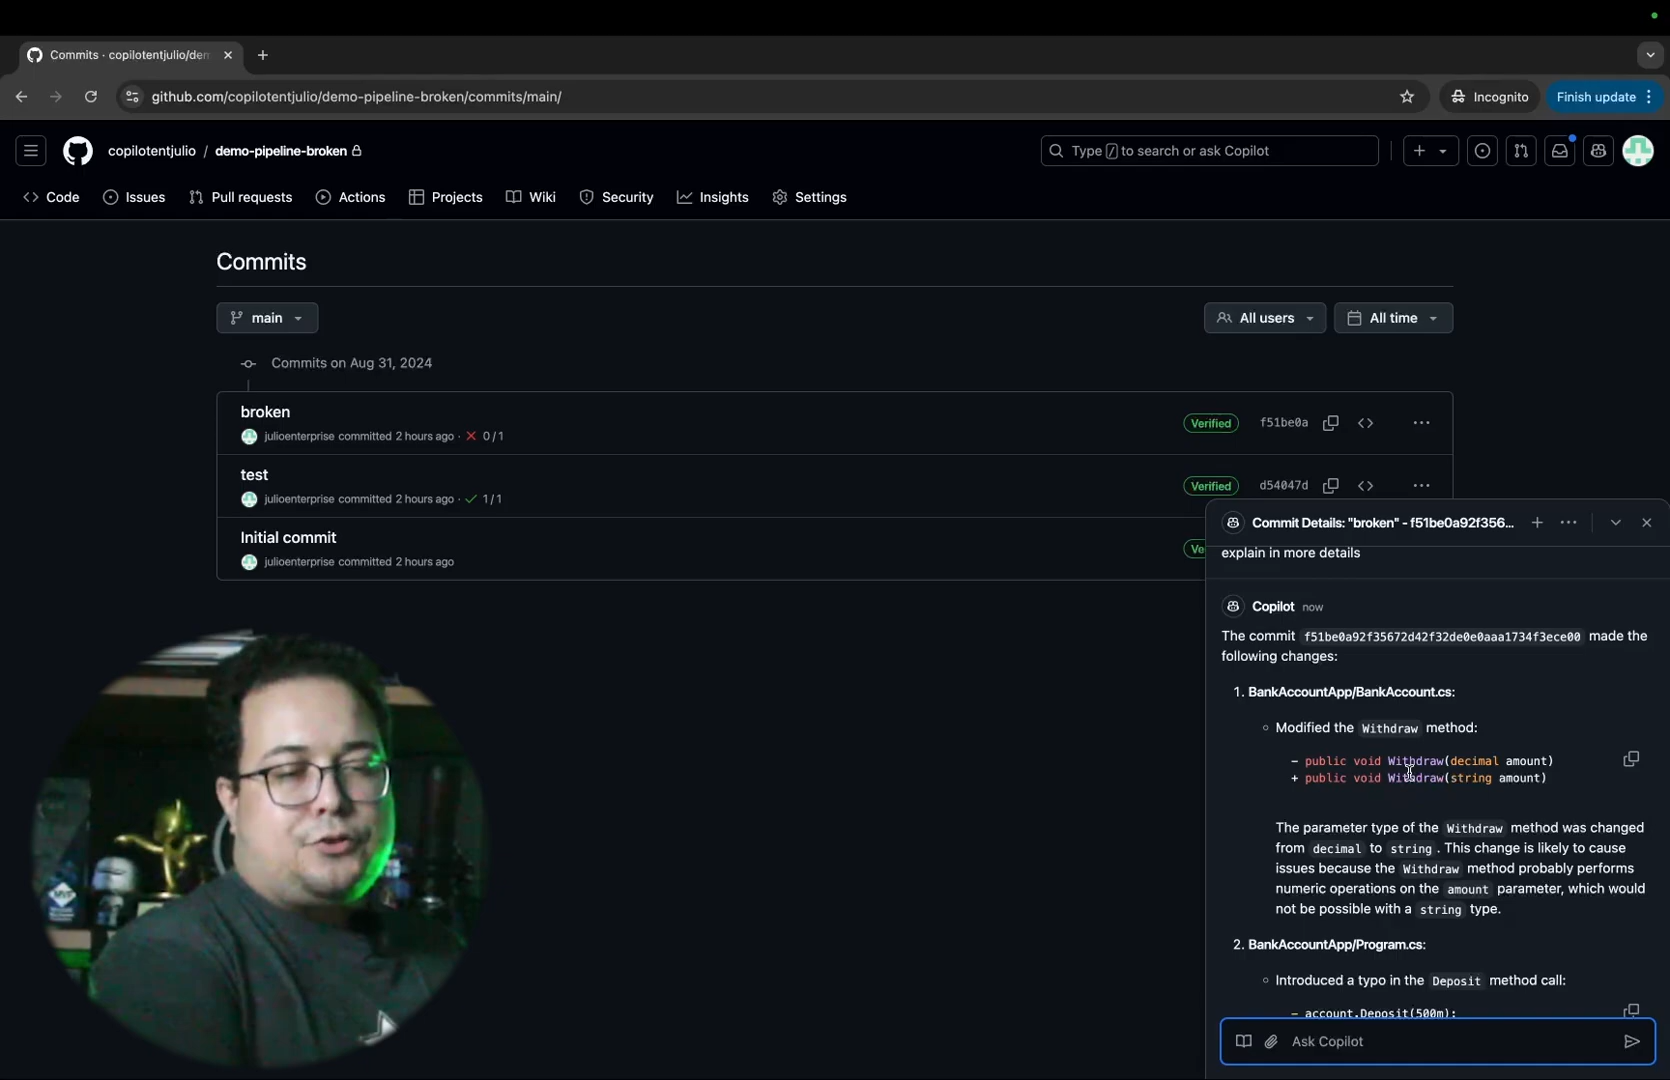 Commits · copilotentjulio/dem
github.com/copilotentjulio/demo-pipeline-broken/commits/main/
Incognito
Finish update
copilotentjulio / demo-pipeline-broken
Type / to search or ask Copilot
Code
Issues
Pull requests
Actions
Projects
Wiki
Security
Insights
Settings
Commits
main
All users
All time
Commits on Aug 31, 2024
broken
julioenterprise committed 2 hours ago · 0 / 1
Verified
f51be0a
test
julioenterprise committed 2 hours ago · 1 / 1
Verified
d54047d
Initial commit
julioenterprise committed 2 hours ago
Ve
Commit Details: "broken" - f51be0a92f356...
explain in more details
Copilot now
The commit f51be0a92f35672d42f32de0e0aaa1734f3ece00 made the
following changes:
1. BankAccountApp/BankAccount.cs:
Modified the Withdraw method:
- public void Withdraw(decimal amount)
+ public void Withdraw(string amount)
The parameter type of the Withdraw method was changed
from decimal to string. This change is likely to cause
issues because the Withdraw method probably performs
numeric operations on the amount parameter, which would
not be possible with a string type.
2. BankAccountApp/Program.cs:
Introduced a typo in the Deposit method call:
- account.Deposit(500m);
Ask Copilot